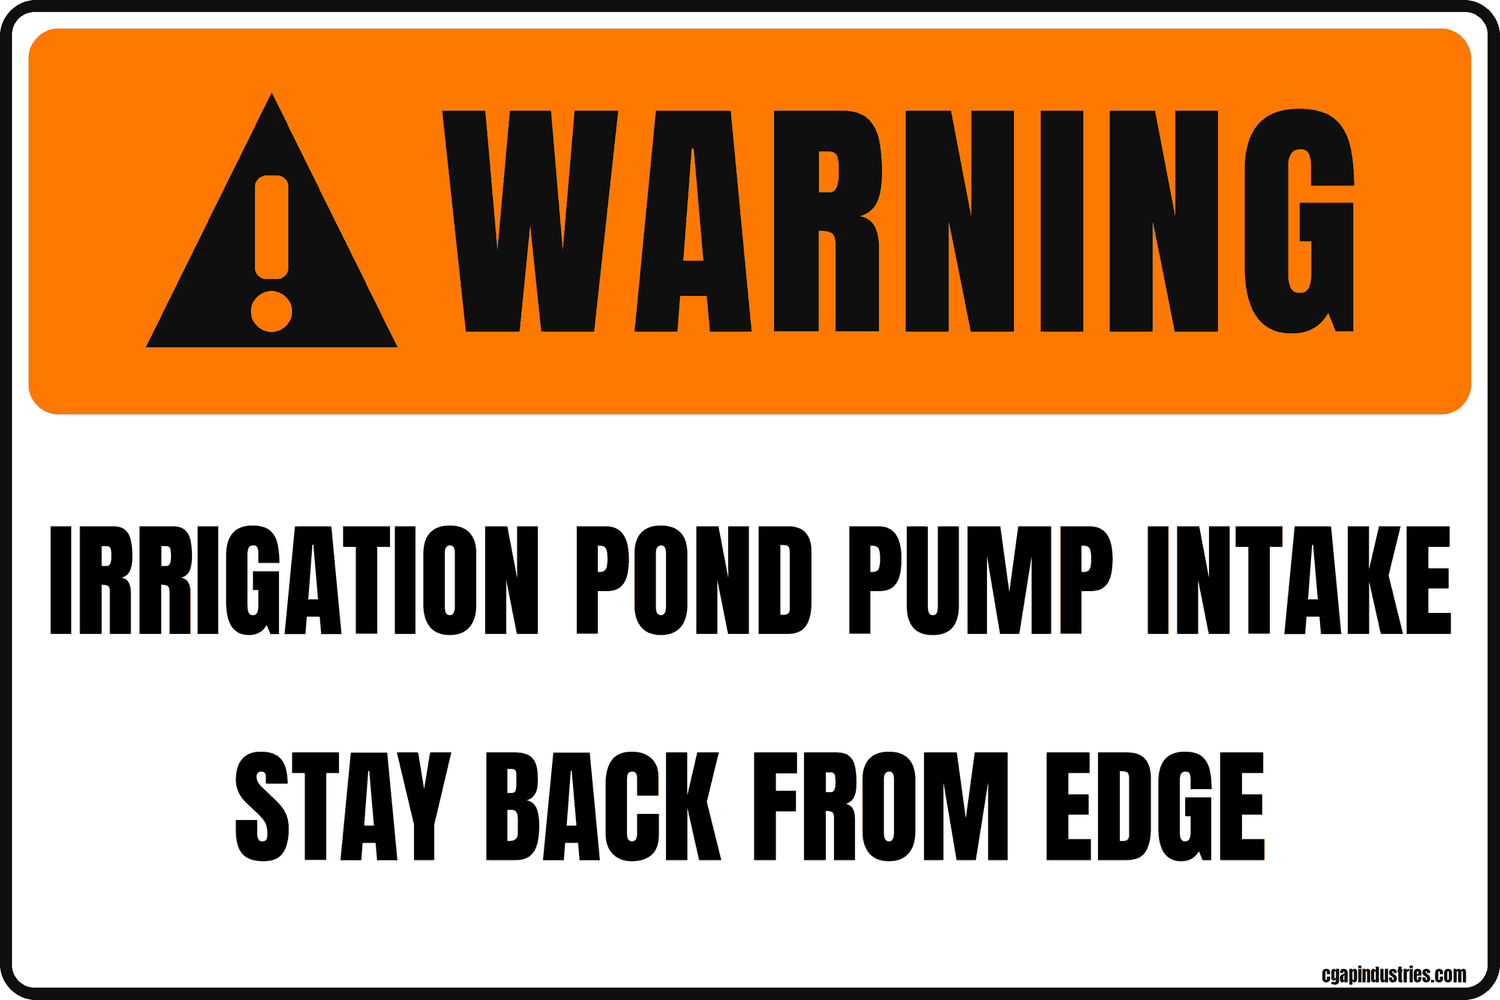 WARNING
IRRIGATION POND PUMP INTAKE
STAY BACK FROM EDGE
cgapindustries.com